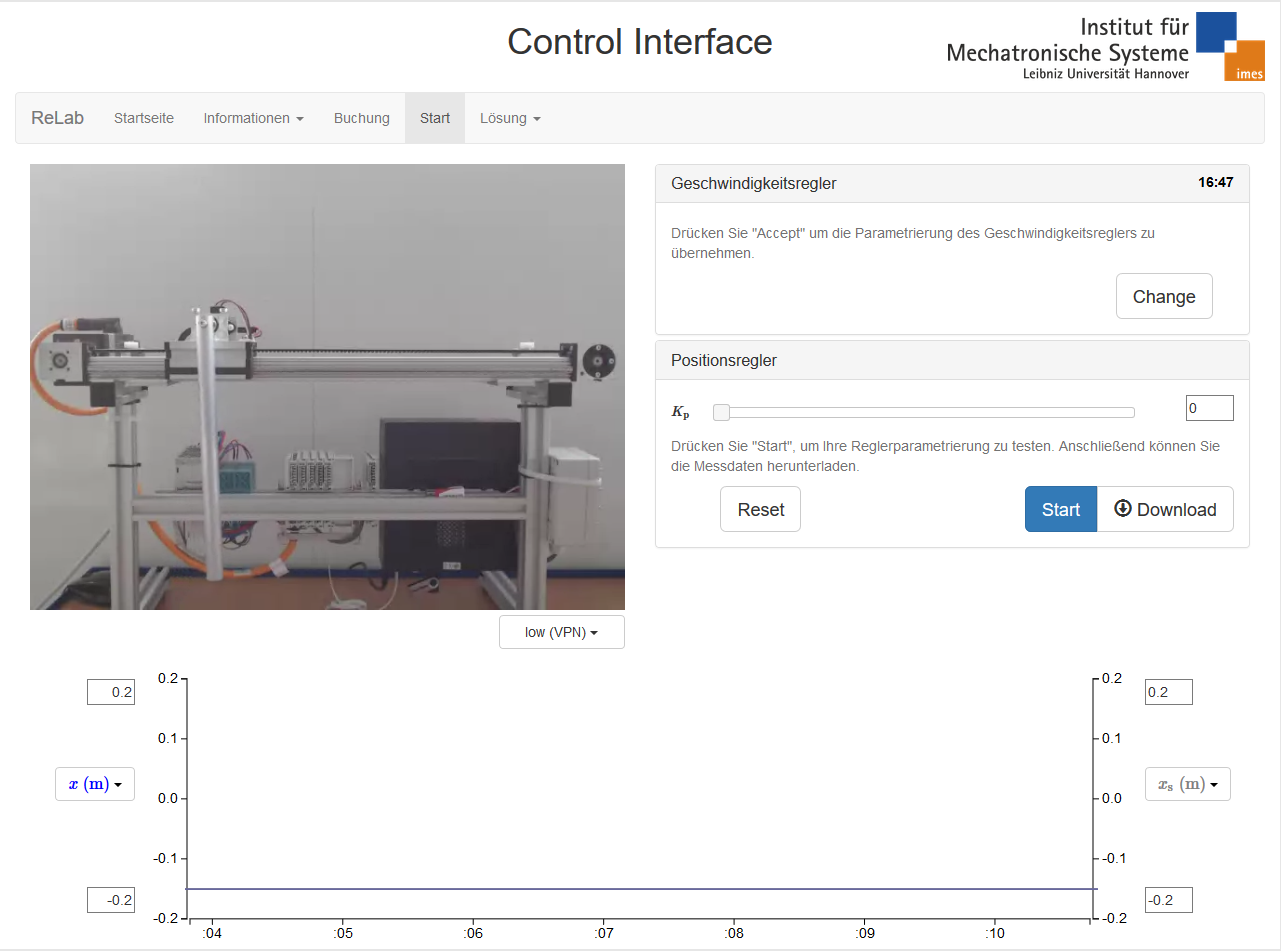 Control Interface
Institut für
Mechatronische Systeme
Leibniz Universität Hannover
imes
ReLab Startseite Informationen Buchung Start Lösung
Geschwindigkeitsregler 16:47
Drücken Sie "Accept" um die Parametrierung des Geschwindigkeitsreglers zu
übernehmen.
Change
Positionsregler
Kp 0
Drücken Sie "Start", um Ihre Reglerparametrierung zu testen. Anschließend können Sie
die Messdaten herunterladen.
Reset Start Download
low (VPN)
0.2 0.2 0.2 0.2
0.1 0.1
x (m) 0.0 0.0 xs (m)
-0.1 -0.1
-0.2 -0.2 -0.2 -0.2
:04 :05 :06 :07 :08 :09 :10